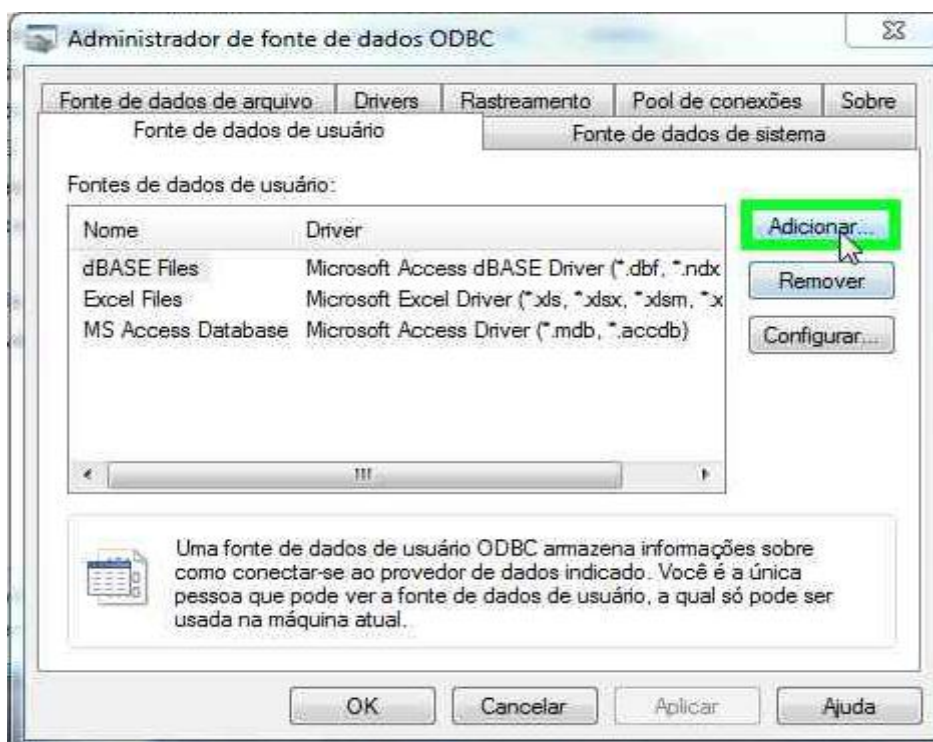 Administrador de fonte de dados ODBC
Fonte de dados de arquivo Drivers Rastreamento Pool de conexões Sobre
Fonte de dados de usuário Fonte de dados de sistema
Fontes de dados de usuário:
Nome Driver
Adicionar...
dBASE Files Microsoft Access dBASE Driver (*.dbf, *.ndx
Excel Files Microsoft Excel Driver (*.xls, *.xlsx, *.xlsm, *.x
MS Access Database Microsoft Access Driver (*.mdb, *.accdb)
Remover
Configurar...
Uma fonte de dados de usuário ODBC armazena informações sobre
como conectar-se ao provedor de dados indicado. Você é a única
pessoa que pode ver a fonte de dados de usuário, a qual só pode ser
usada na máquina atual.
OK Cancelar Aplicar Ajuda